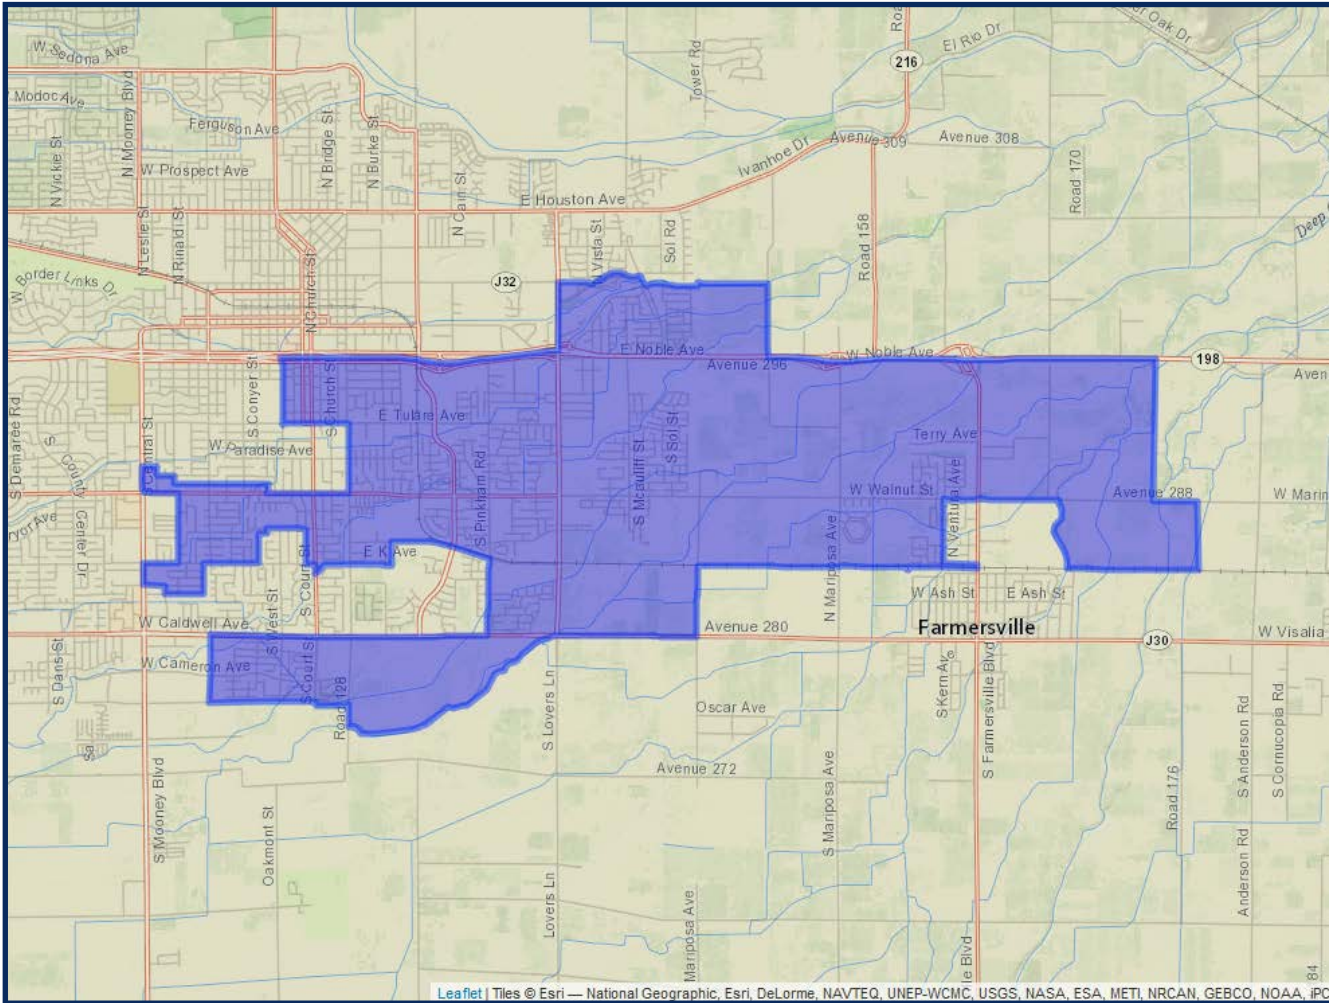 W Sedona Ave
N Mooney Blvd
Modoc Ave
N Vickie St
Ferguson Ave
W Prospect Ave
N Bridge St
N Burke St
N Cain St
E Houston Ave
Tower Rd
216
El Rio Dr
Oak Dr
Avenue 309
Avenue 308
Ivanhoe Dr
Road 170
Road 158
N Leslie St
N Rinaldi St
W Border Links Dr
N Church St
J32
N Vista St
Sol Rd
Deep
E Noble Ave
Avenue 296
W Noble Ave
198
S Conyer St
S Church St
E Tulare Ave
W Paradise Ave
S Demaree Rd
S County Center Dr
Central St
S Pinkham Rd
S Mcauliff St
S Sol St
Terry Ave
W Walnut St
Avenue 288
N Ventura Ave
N Mariposa Ave
E K Ave
S Court St
S West St
W Ash St
E Ash St
W Caldwell Ave
Avenue 280
Farmersville
J30
W Visalia
W Cameron Ave
S Dans St
S Court St
Road 128
S Lovers Ln
Oscar Ave
S Kern Av
S Farmersville Blvd
Avenue 272
S Mooney Blvd
Oakmont St
S Mariposa Ave
Road 176
S Anderson Rd
S Cornucopia Rd
Anderson Rd
Lovers Ln
Mariposa Ave
le Blvd
84
Leaflet | Tiles © Esri — National Geographic, Esri, DeLorme, NAVTEQ, UNEP-WCMC, USGS, NASA, ESA, METI, NRCAN, GEBCO, NOAA, iPC